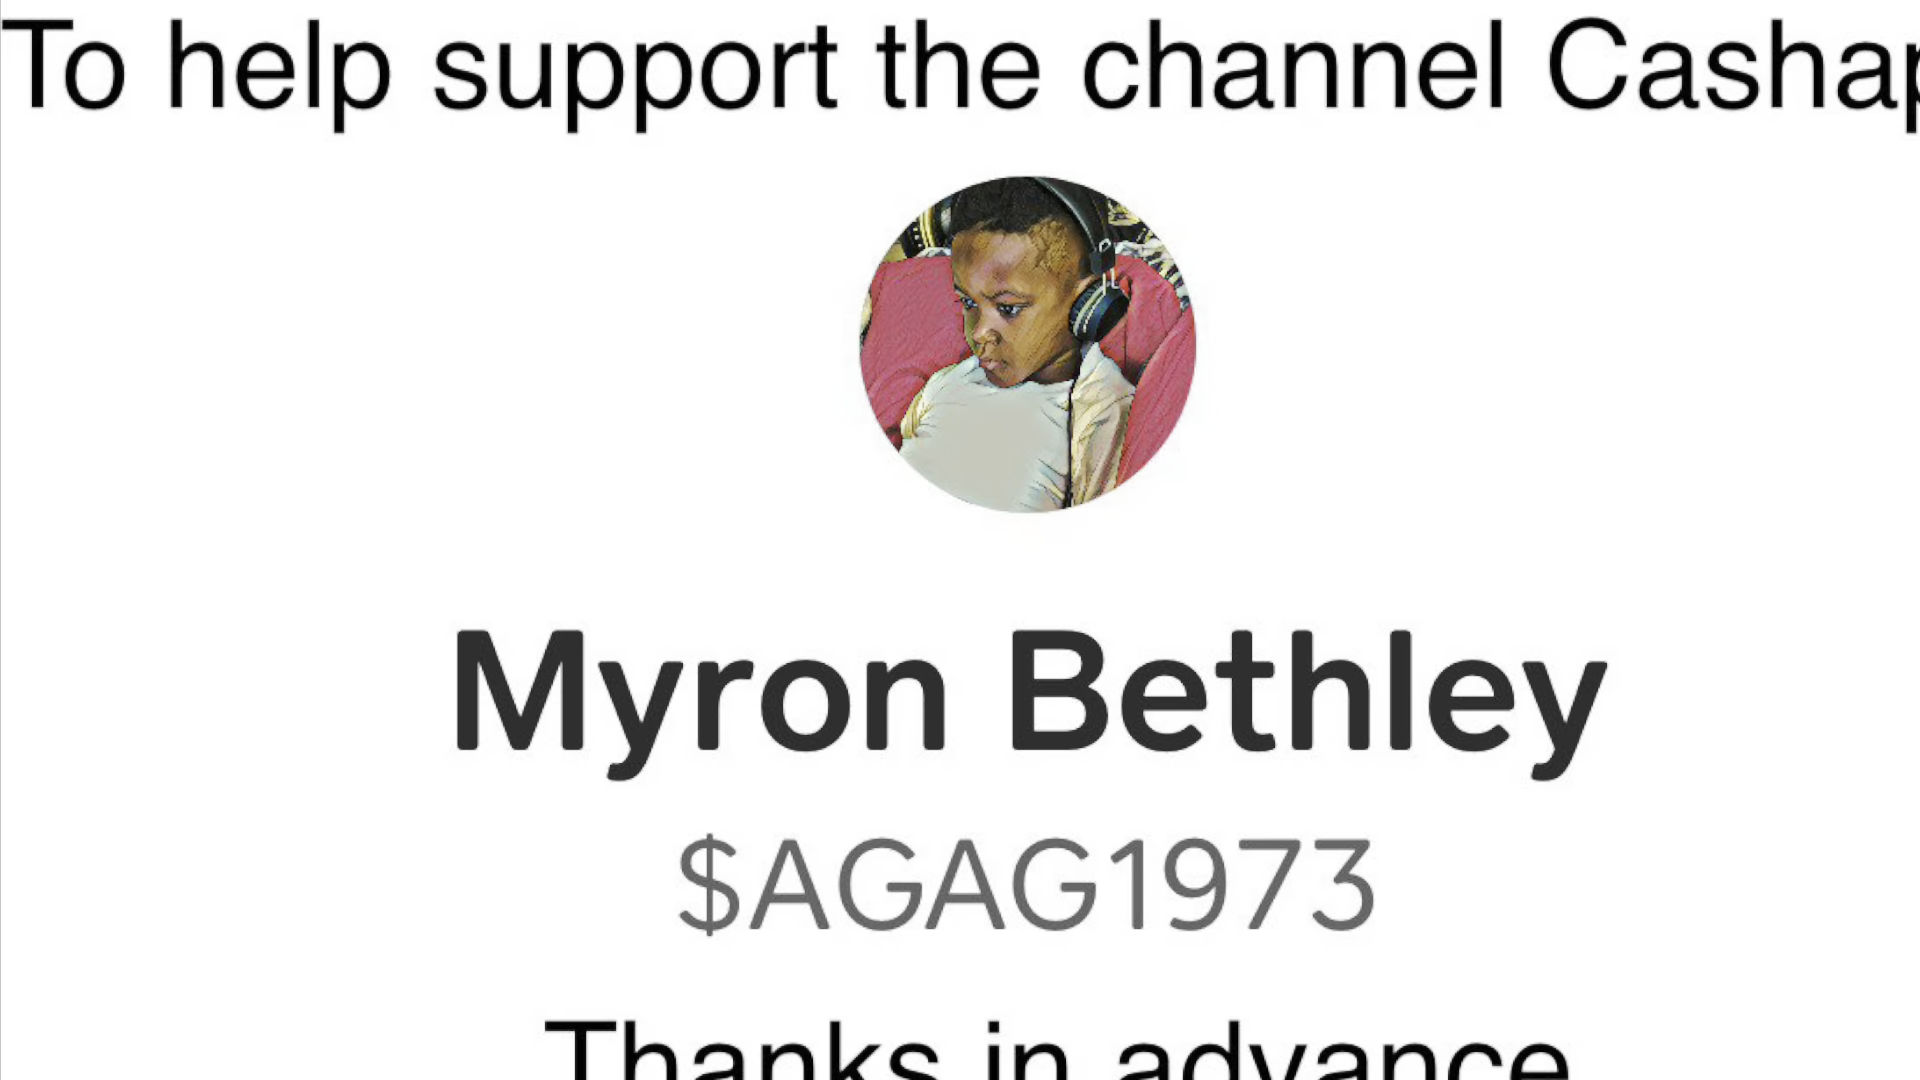 To help support the channel Cashap
Myron Bethley
$AGAG1973
Thanks in advance